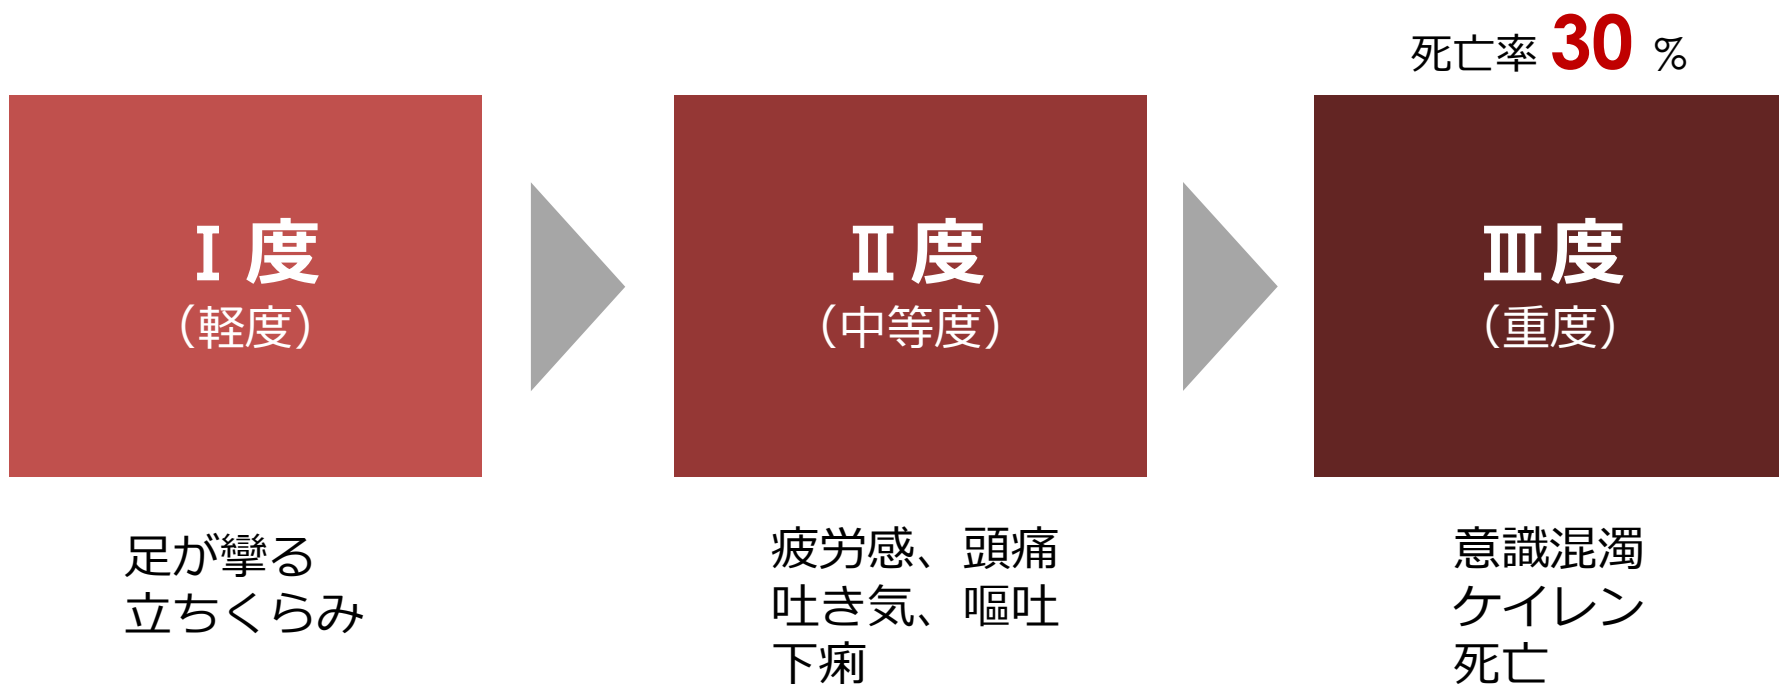 死亡率 30 %
Ⅰ度
（軽度）
Ⅱ度
（中等度）
Ⅲ度
（重度）
足が攣る
立ちくらみ
疲労感、頭痛
吐き気、嘔吐
下痢
意識混濁
ケイレン
死亡